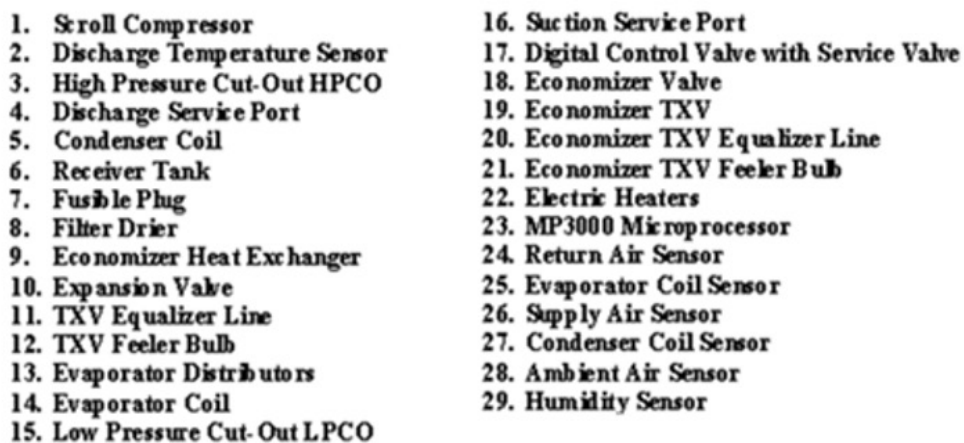 1. Scroll Compressor
2. Discharge Temperature Sensor
3. High Pressure Cut-Out HPCO
4. Discharge Service Port
5. Condenser Coil
6. Receiver Tank
7. Fusible Plug
8. Filter Drier
9. Economizer Heat Exchanger
10. Expansion Valve
11. TXV Equalizer Line
12. TXV Feeler Bulb
13. Evaporator Distributors
14. Evaporator Coil
15. Low Pressure Cut-Out LPCO
16. Suction Service Port
17. Digital Control Valve with Service Valve
18. Economizer Valve
19. Economizer TXV
20. Economizer TXV Equalizer Line
21. Economizer TXV Feeler Bulb
22. Electric Heaters
23. MP3000 Microprocessor
24. Return Air Sensor
25. Evaporator Coil Sensor
26. Supply Air Sensor
27. Condenser Coil Sensor
28. Ambient Air Sensor
29. Humidity Sensor